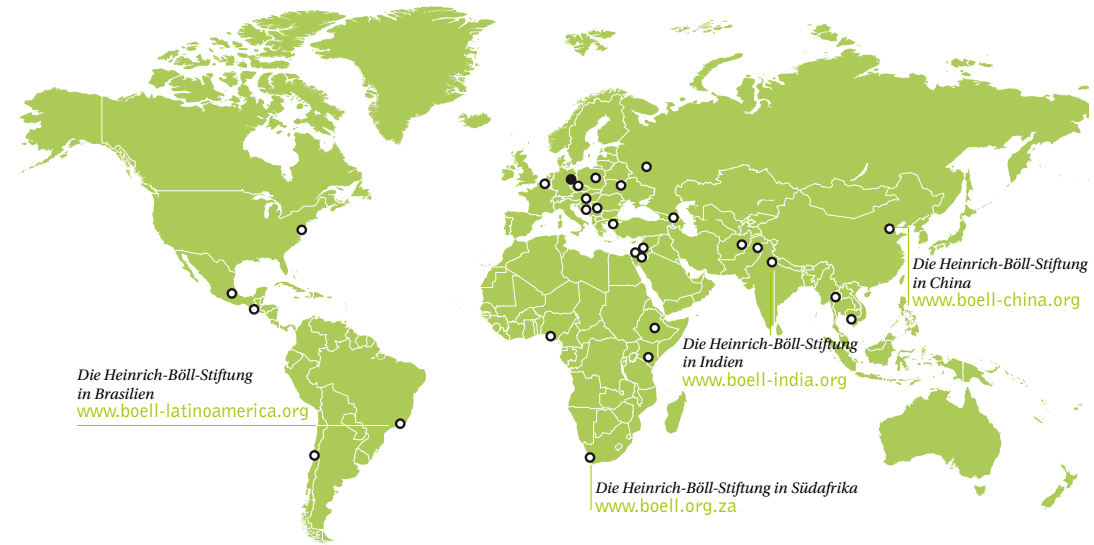 Die Heinrich-Böll-Stiftung
in China
www.boell-china.org
Die Heinrich-Böll-Stiftung
in Indien
www.boell-india.org
Die Heinrich-Böll-Stiftung
in Brasilien
www.boell-latinoamerica.org
Die Heinrich-Böll-Stiftung in Südafrika
www.boell.org.za